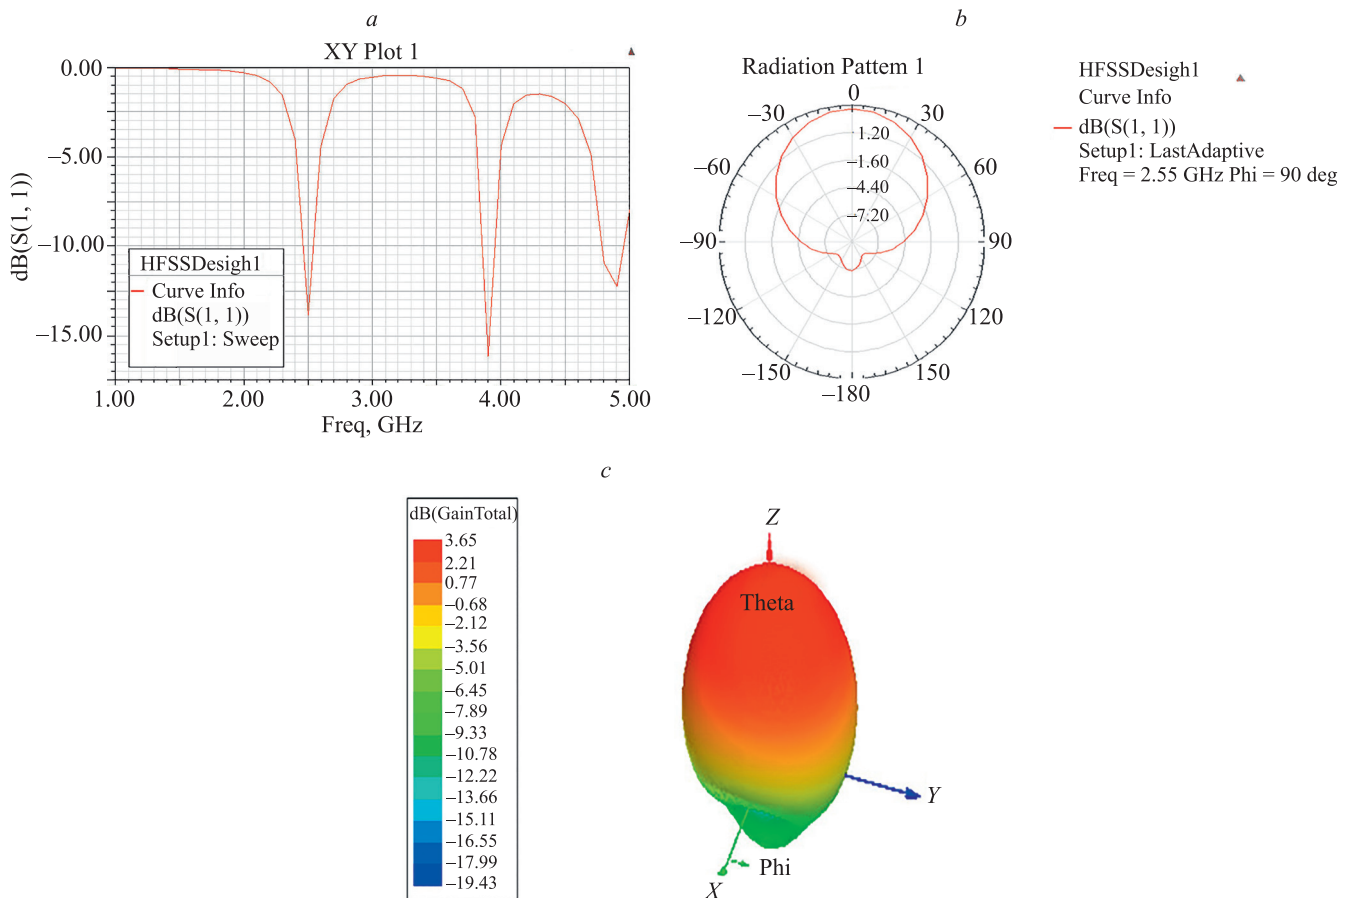 a
XY Plot 1
0.00
–5.00
–10.00
–15.00
dB(S(1, 1))
HFSSDesigh1
Curve Info
dB(S(1, 1))
Setup1: Sweep
1.00 2.00 3.00 4.00 5.00
Freq, GHz
b
Radiation Pattem 1
0
–30 30
–60 60
–90 90
–120 120
–150 150
–180
1.20
–1.60
–4.40
–7.20
HFSSDesigh1
Curve Info
dB(S(1, 1))
Setup1: LastAdaptive
Freq = 2.55 GHz Phi = 90 deg
c
dB(GainTotal)
3.65
2.21
0.77
–0.68
–2.12
–3.56
–5.01
–6.45
–7.89
–9.33
–10.78
–12.22
–13.66
–15.11
–16.55
–17.99
–19.43
Z
Theta
Y
Phi
X